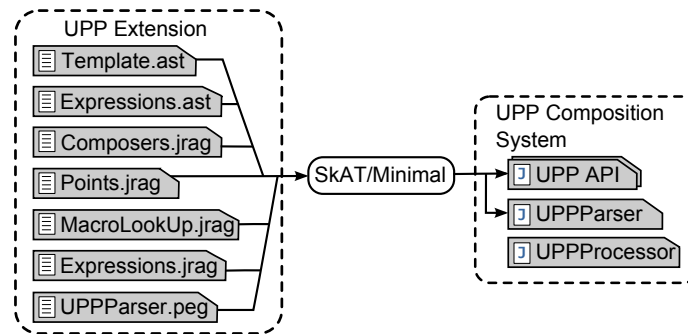 UPP Extension
Template.ast
Expressions.ast
Composers.jrag
Points.jrag
MacroLookUp.jrag
Expressions.jrag
UPPParser.peg
SkAT/Minimal
UPP Composition
System
J UPP API
J UPPParser
J UPPProcessor